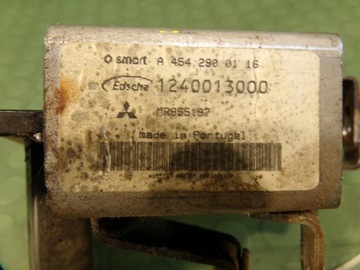 smart A 454 290 01 16
Edscha 1240013000
MR955197
made in Portugal